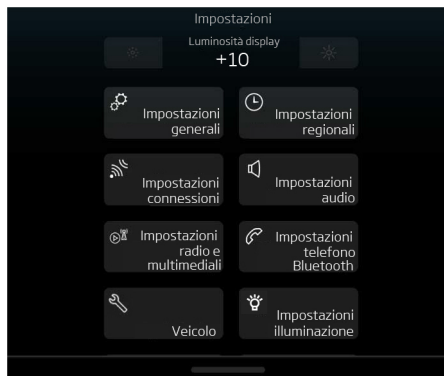 Impostazioni
Luminosità display
+10
Impostazioni
generali
Impostazioni
regionali
Impostazioni
connessioni
Impostazioni
audio
Impostazioni
radio e
multimediali
Impostazioni
telefono
Bluetooth
Veicolo
Impostazioni
illuminazione